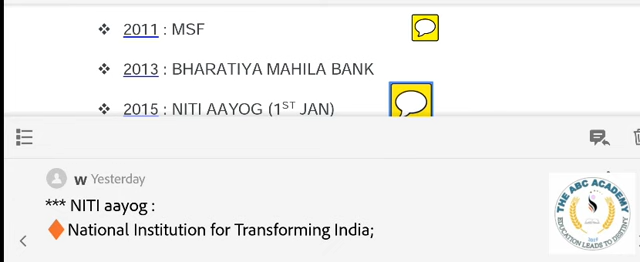 ❖ 2011 : MSF
❖ 2013 : BHARATIYA MAHILA BANK
❖ 2015 : NITI AAYOG (1ST JAN)
w Yesterday
*** NITI aayog :
♦National Institution for Transforming India;
THE ABC ACADEMY
EDUCATION LEADS TO DESTINY